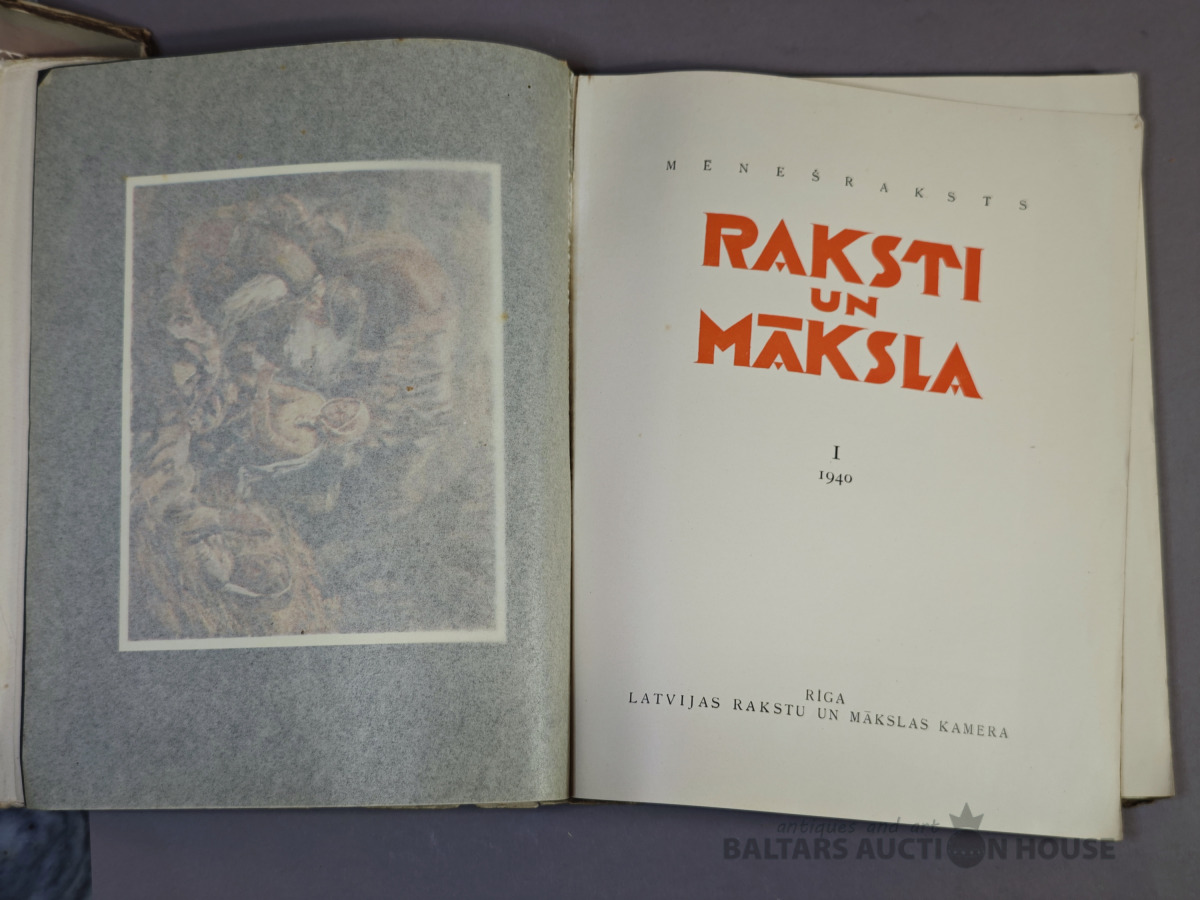 MĒNEŠRAKSTS
RAKSTI
UN
MĀKSLA
I
1940
RĪGA
LATVIJAS RAKSTU UN MĀKSLAS KAMERA
antiques and art
BALTARS AUCTION HOUSE